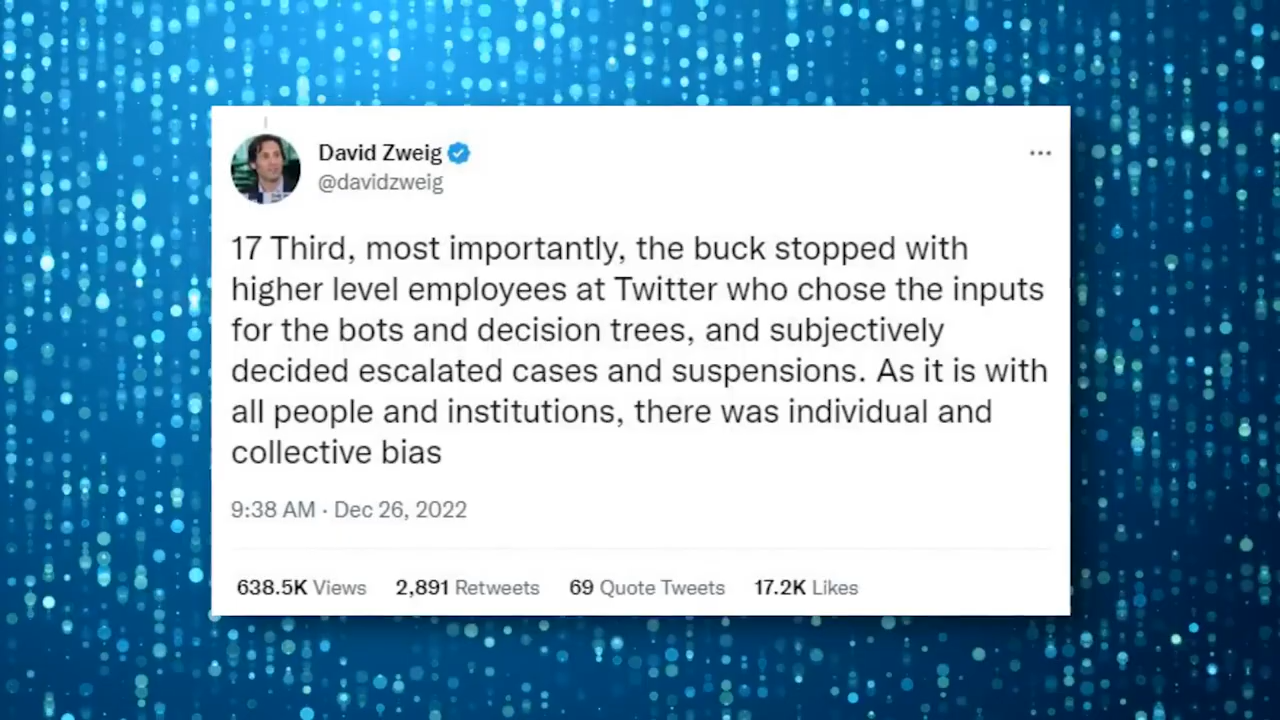 David Zweig
@davidzweig
17 Third, most importantly, the buck stopped with
higher level employees at Twitter who chose the inputs
for the bots and decision trees, and subjectively
decided escalated cases and suspensions. As it is with
all people and institutions, there was individual and
collective bias
9:38 AM · Dec 26, 2022
638.5K Views 2,891 Retweets 69 Quote Tweets 17.2K Likes